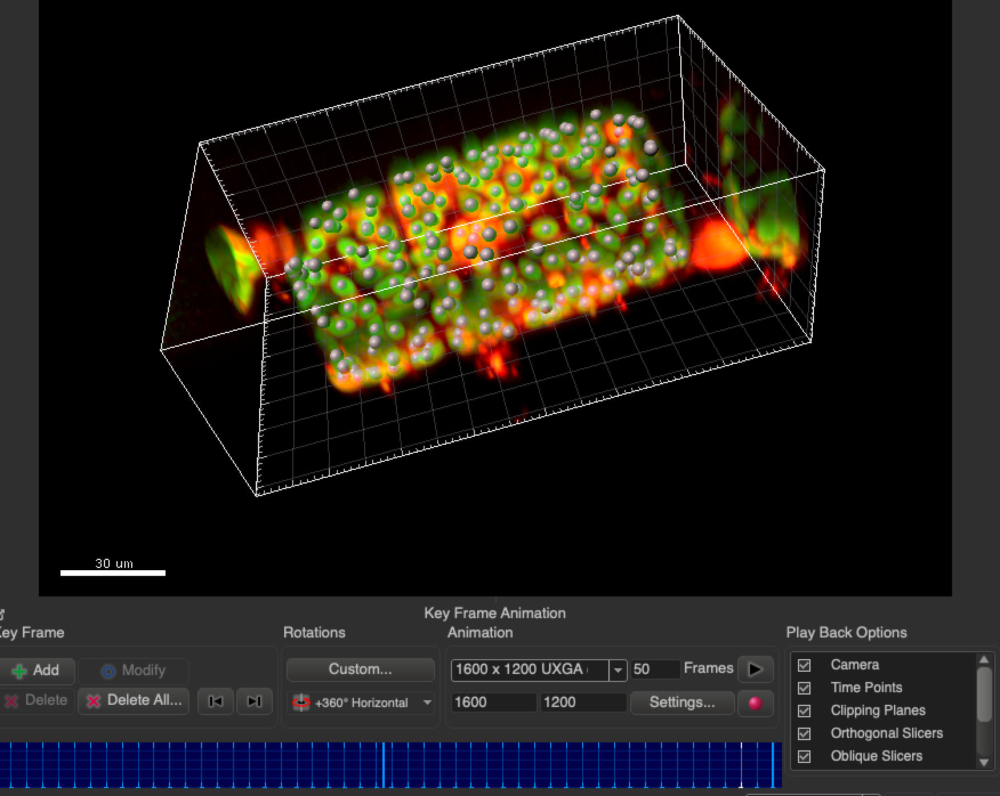 30 um
Key Frame Animation
Key Frame
Rotations
Animation
Play Back Options
Add
Modify
Custom...
1600 x 1200 UXGA
50
Frames
Camera
Delete
Delete All...
+360° Horizontal
1600
1200
Settings...
Time Points
Clipping Planes
Orthogonal Slicers
Oblique Slicers